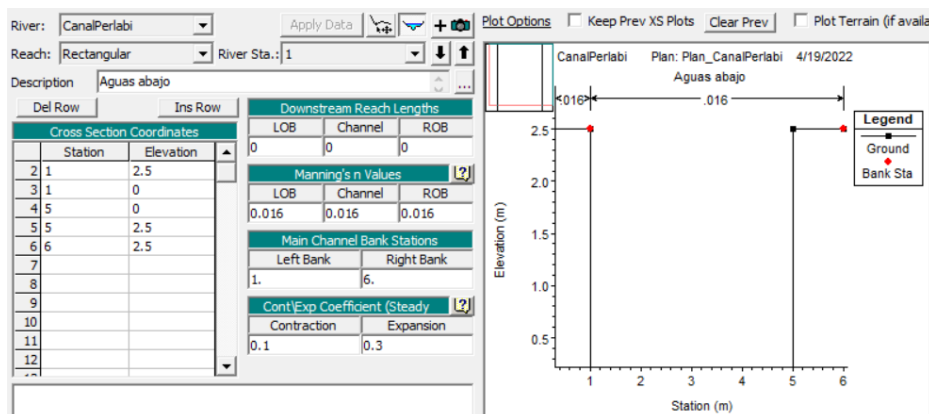 River: CanalPerlabi Apply Data + Plot Options Keep Prev XS Plots Clear Prev Plot Terrain (if availa
Reach: Rectangular River Sta.: 1
Description Aguas abajo ...
Del Row Ins Row
Cross Section Coordinates
Station Elevation
2 1 2.5
3 1 0
4 5 0
5 5 2.5
6 6 2.5
7
8
9
10
11
12
Downstream Reach Lengths
LOB Channel ROB
0 0 0
Manning's n Values ?
LOB Channel ROB
0.016 0.016 0.016
Main Channel Bank Stations
Left Bank Right Bank
1. 6.
Cont\Exp Coefficient (Steady ?
Contraction Expansion
0.1 0.3
CanalPerlabi Plan: Plan_CanalPerlabi 4/19/2022
Aguas abajo
.016 .016
Legend
Ground
Bank Sta
2.5
2.0
1.5
1.0
0.5
Elevation (m)
1 2 3 4 5 6
Station (m)